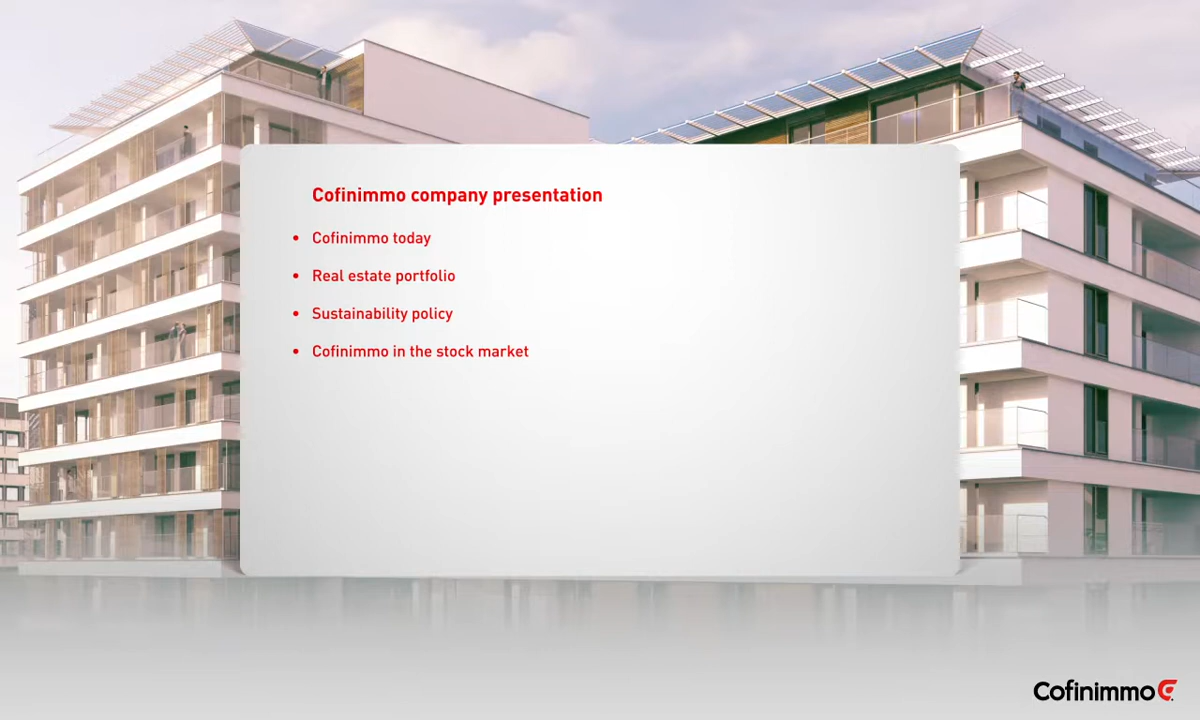 Cofinimmo company presentation
• Cofinimmo today
• Real estate portfolio
• Sustainability policy
• Cofinimmo in the stock market
Cofinimmo